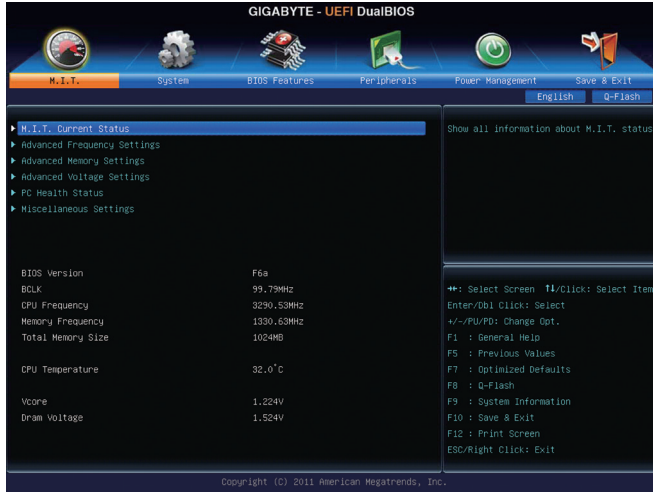 GIGABYTE - UEFI DualBIOS
M.I.T.
System
BIOS Features
Peripherals
Power Management
Save & Exit
English
Q-Flash
M.I.T. Current Status
Advanced Frequency Settings
Advanced Memory Settings
Advanced Voltage Settings
PC Health Status
Miscellaneous Settings
Show all information about M.I.T. status
BIOS Version F6a
BCLK 99.79MHz
CPU Frequency 3290.53MHz
Memory Frequency 1330.63MHz
Total Memory Size 1024MB
CPU Temperature 32.0°C
Vcore 1.224V
Dram Voltage 1.524V
→←: Select Screen ↑↓/Click: Select Item
Enter/Dbl Click: Select
+/-/PU/PD: Change Opt.
F1 : General Help
F5 : Previous Values
F7 : Optimized Defaults
F8 : Q-Flash
F9 : System Information
F10 : Save & Exit
F12 : Print Screen
ESC/Right Click: Exit
Copyright (C) 2011 American Megatrends, Inc.